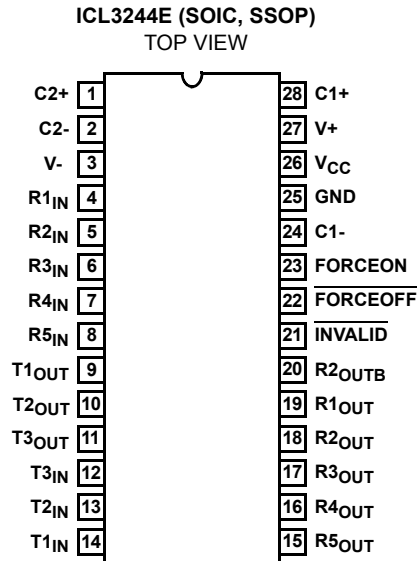 ICL3244E (SOIC, SSOP)
TOP VIEW
C2+ 1 28 C1+
C2- 2 27 V+
V- 3 26 VCC
R1IN 4 25 GND
R2IN 5 24 C1-
R3IN 6 23 FORCEON
R4IN 7 22 FORCEOFF
R5IN 8 21 INVALID
T1OUT 9 20 R2OUTB
T2OUT 10 19 R1OUT
T3OUT 11 18 R2OUT
T3IN 12 17 R3OUT
T2IN 13 16 R4OUT
T1IN 14 15 R5OUT